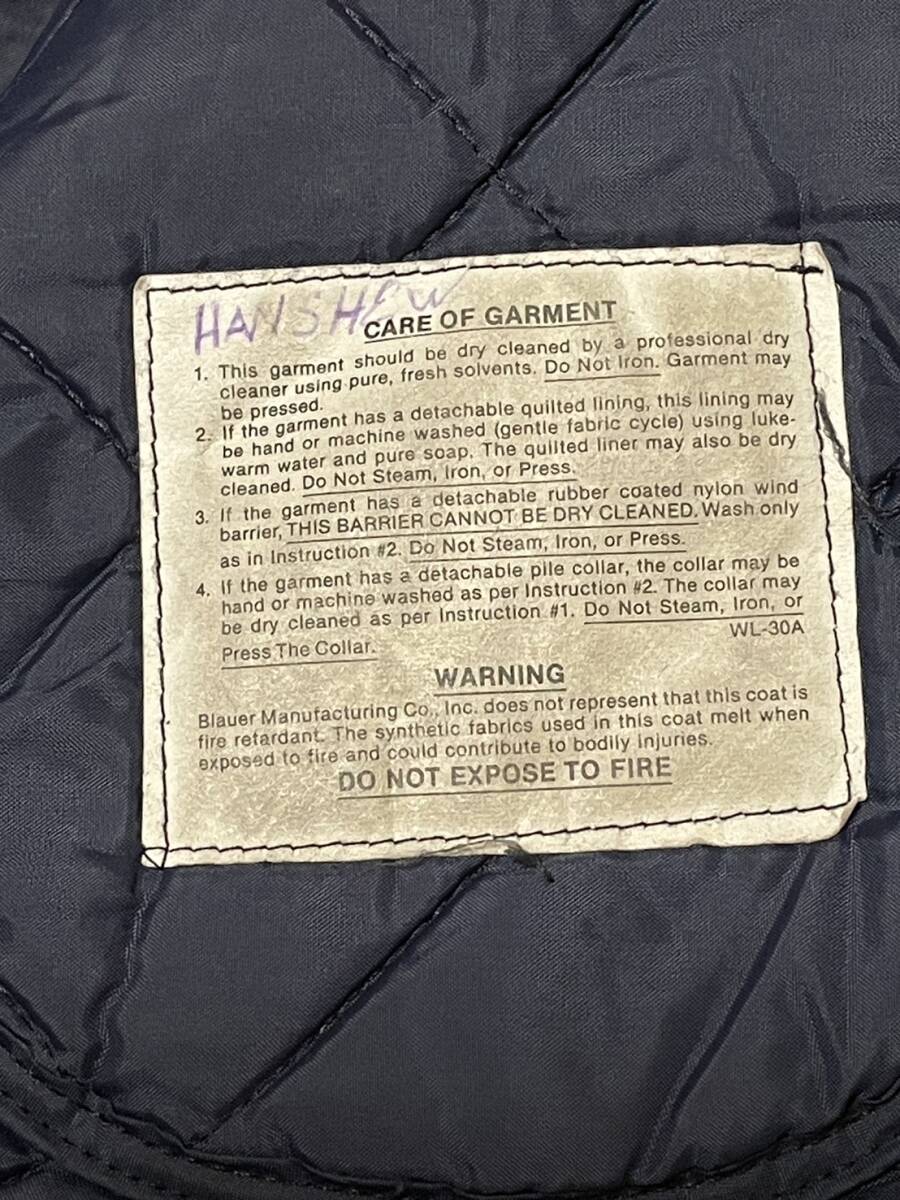 HANSHEW
CARE OF GARMENT
1. This garment should be dry cleaned by a professional dry
cleaner using pure, fresh solvents. Do Not Iron. Garment may
be pressed.
2. If the garment has a detachable quilted lining, this lining may
be hand or machine washed (gentle fabric cycle) using luke-
warm water and pure soap. The quilted liner may also be dry
cleaned. Do Not Steam, Iron, or Press.
3. If the garment has a detachable rubber coated nylon wind
barrier, THIS BARRIER CANNOT BE DRY CLEANED. Wash only
as in Instruction #2. Do Not Steam, Iron, or Press.
4. If the garment has a detachable pile collar, the collar may be
hand or machine washed as per Instruction #2. The collar may
be dry cleaned as per Instruction #1. Do Not Steam, Iron, or
Press The Collar. WL-30A
WARNING
Blauer Manufacturing Co., Inc. does not represent that this coat is
fire retardant. The synthetic fabrics used in this coat melt when
exposed to fire and could contribute to bodily injuries.
DO NOT EXPOSE TO FIRE